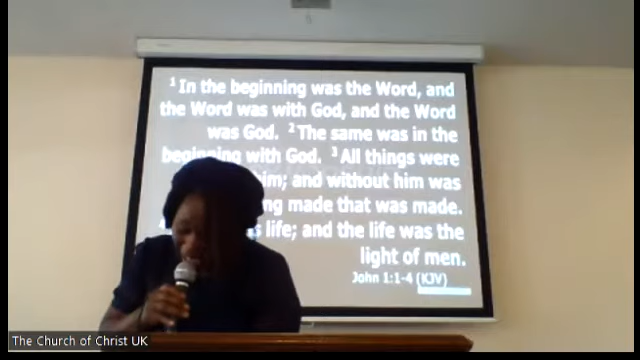 1 In the beginning was the Word, and
the Word was with God, and the Word
was God. 2 The same was in the
beginning with God. 3 All things were
him; and without him was
made that was made.
life; and the life was the
light of men.
John 1:1-4 (KJV)
The Church of Christ UK